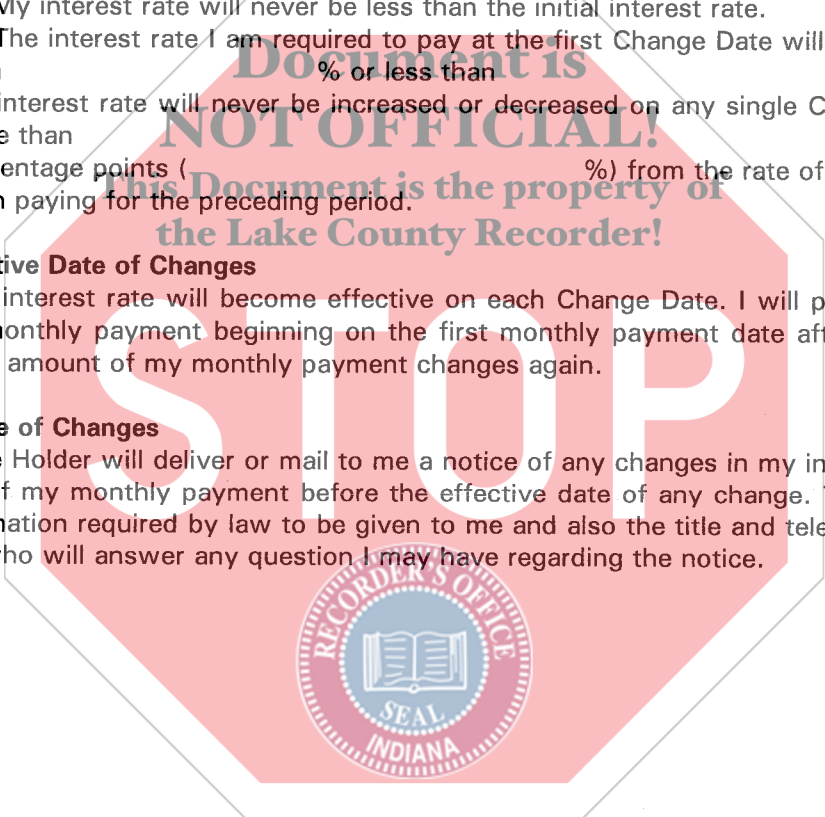 My interest rate will never be less than the initial interest rate.
The interest rate I am required to pay at the first Change Date will
% or less than
interest rate will never be increased or decreased on any single C
e than
entage points ( %) from the rate of
n paying for the preceding period.
tive Date of Changes
interest rate will become effective on each Change Date. I will p
onthly payment beginning on the first monthly payment date aft
amount of my monthly payment changes again.
e of Changes
Holder will deliver or mail to me a notice of any changes in my in
f my monthly payment before the effective date of any change.
ation required by law to be given to me and also the title and tele
ho will answer any question I may have regarding the notice.
Document is
NOT OFFICIAL!
This Document is the property of
the Lake County Recorder!
STOP
RECORDER'S OFFICE
SEAL
INDIANA